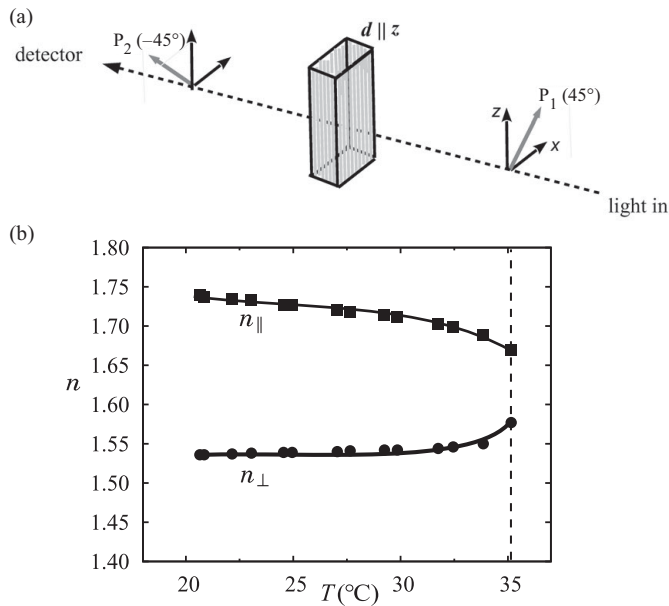 (a)
d ∥ z
P₂ (−45°)
detector
P₁ (45°)
z
x
light in
(b)
1.80
1.75
1.70
1.65
1.60
1.55
1.50
1.45
1.40
n
n∥
n⊥
20
25
30
35
T(°C)